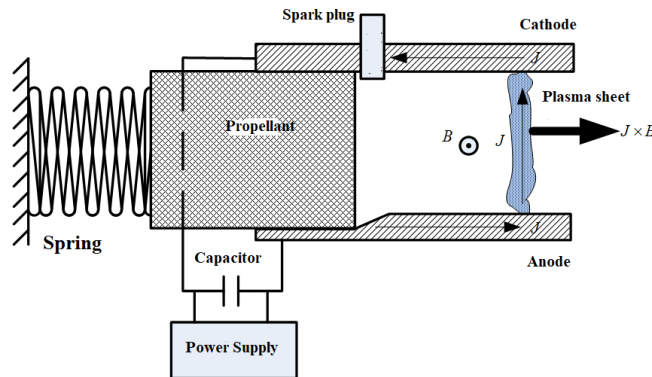 Spark plug
Cathode
J
Plasma sheet
Propellant
B
J
J × B
J
Spring
Anode
Capacitor
Power Supply